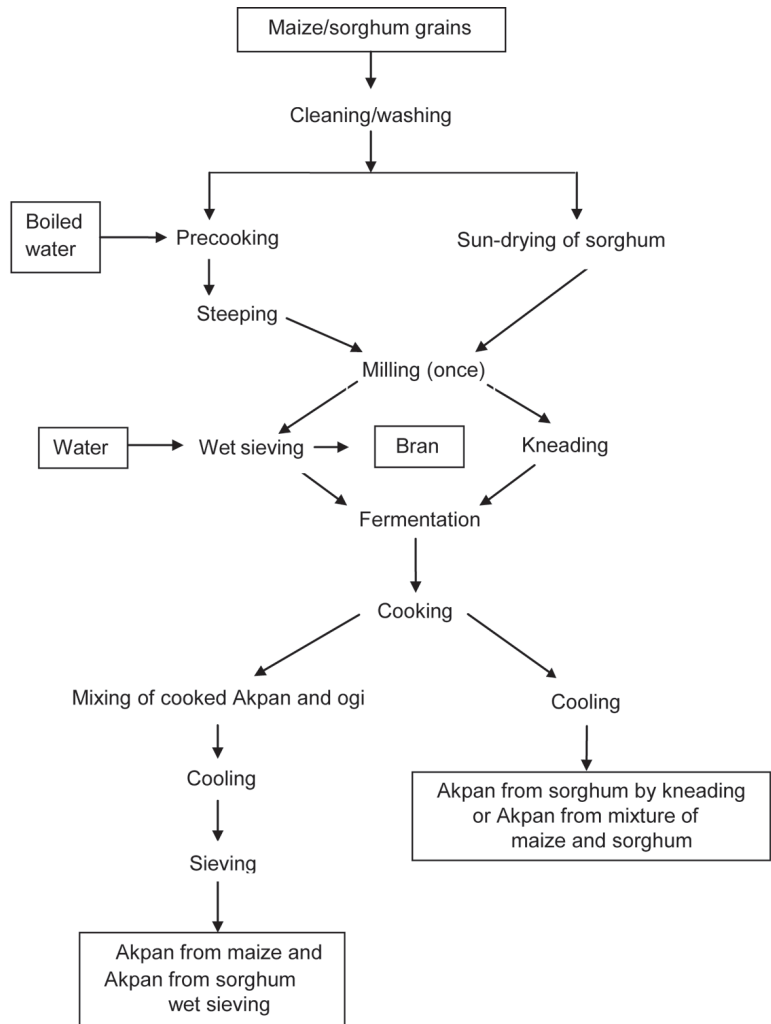 Maize/sorghum grains
Cleaning/washing
Boiled
water
Precooking
Sun-drying of sorghum
Steeping
Milling (once)
Water
Wet sieving
Bran
Kneading
Fermentation
Cooking
Mixing of cooked Akpan and ogi
Cooling
Cooling
Akpan from sorghum by kneading
or Akpan from mixture of
maize and sorghum
Sieving
Akpan from maize and
Akpan from sorghum
wet sieving